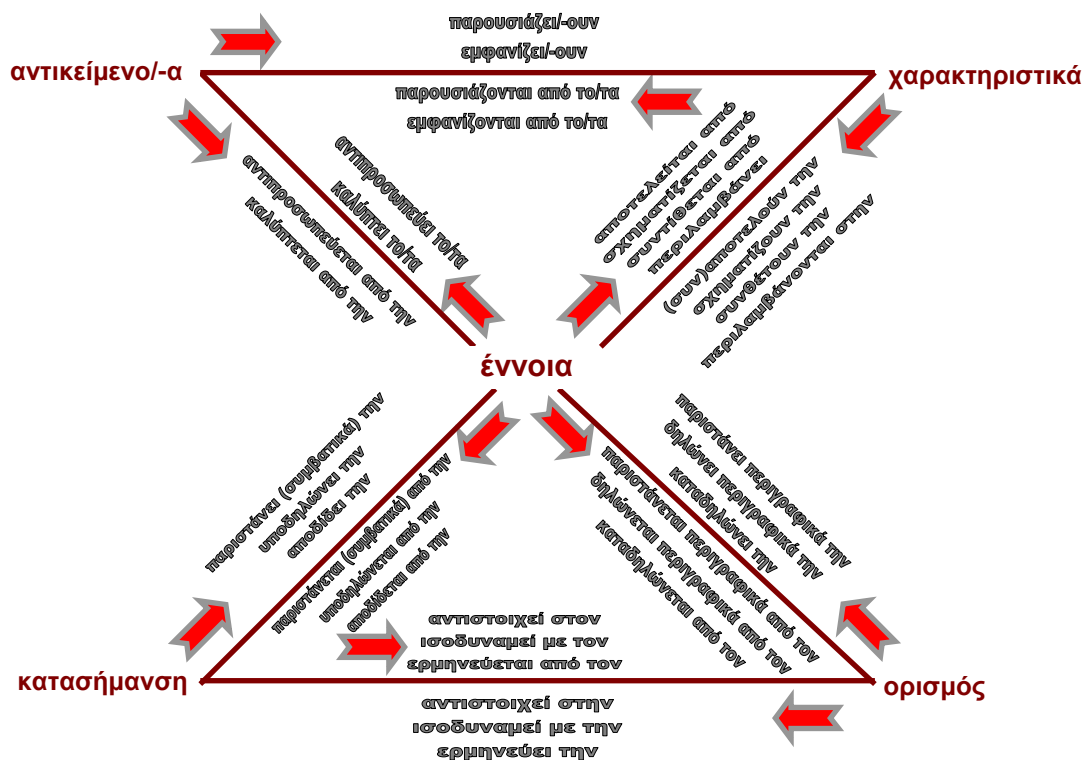 παρουσιάζει/-ουν
εμφανίζει/-ουν
αντικείμενο/-α
χαρακτηριστικά
παρουσιάζονται από το/τα
εμφανίζονται από το/τα
αντιπροσωπεύει το/τα
καλύπτει το/τα
αντιπροσωπεύεται από την
καλύπτεται από την
αποτελείται από
σχηματίζεται από
συντίθεται από
περιλαμβάνει
(συν)αποτελούν την
σχηματίζουν την
συνθέτουν την
περιλαμβάνονται στην
έννοια
παριστάνει (συμβατικά) την
υποδηλώνει την
αποδίδει την
παριστάνεται (συμβατικά) από την
υποδηλώνεται από την
αποδίδεται από την
παριστάνει περιγραφικά την
δηλώνει περιγραφικά την
καταδηλώνει την
παριστάνεται περιγραφικά από τον
δηλώνεται περιγραφικά από τον
καταδηλώνεται από τον
αντιστοιχεί στον
ισοδυναμεί με τον
ερμηνεύεται από τον
κατασήμανση
ορισμός
αντιστοιχεί στην
ισοδυναμεί με την
ερμηνεύει την